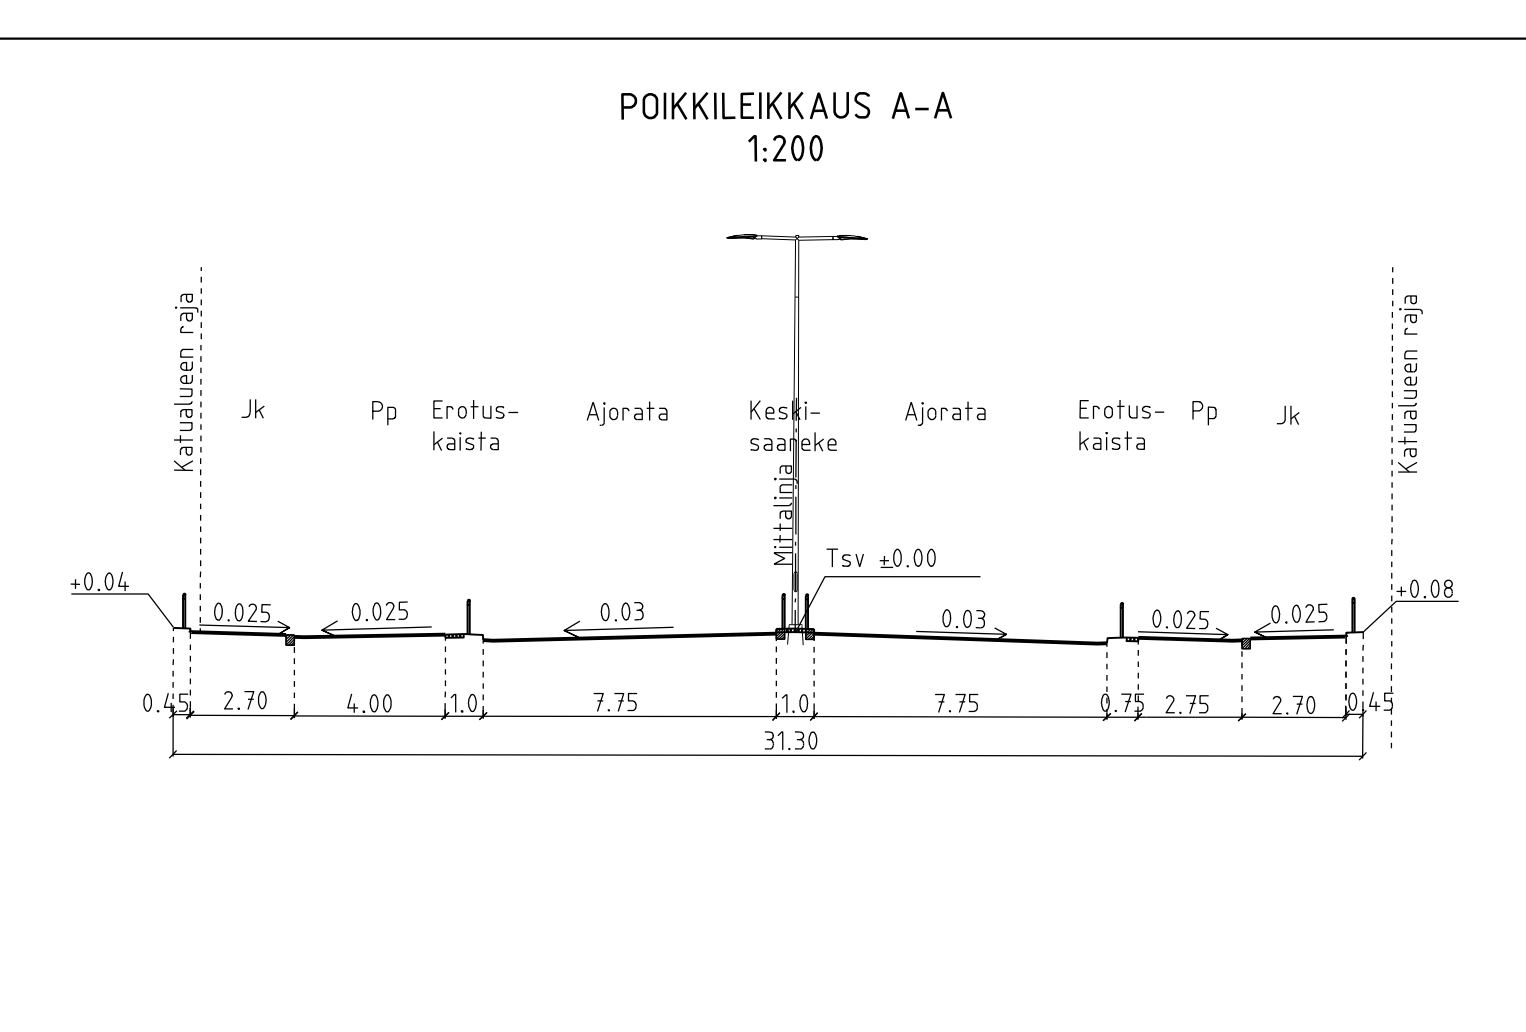 POIKKILEIKKAUS A-A
1:200
Katualueen raja
Jk
Pp
Erotus-
kaista
Ajorata
Keski-
saareke
Ajorata
Erotus-
kaista
Pp
Jk
Katualueen raja
Mittalinja
Tsv ±0.00
+0.04
0.025
0.025
0.03
0.03
0.025
0.025
+0.08
0.45
2.70
4.00
1.0
7.75
1.0
7.75
0.75
2.75
2.70
0.45
31.30